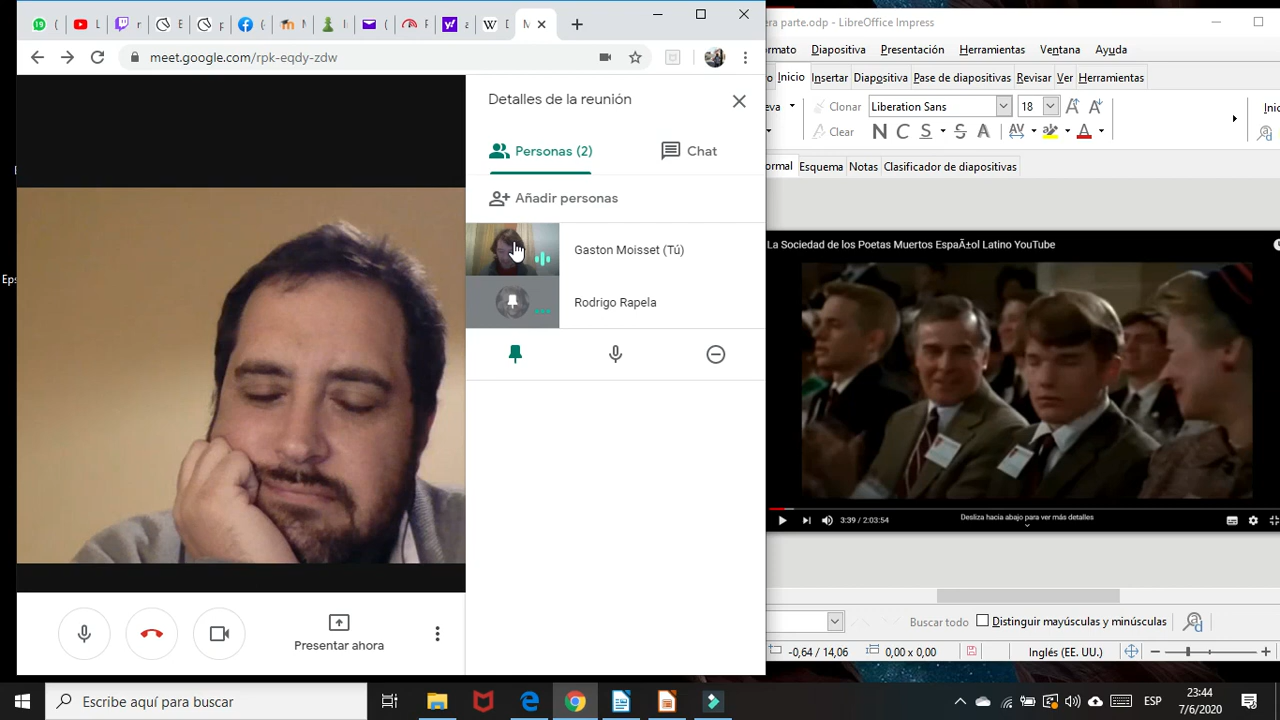 era parte.odp - LibreOffice Impress
meet.google.com/rpk-eqdy-zdw
ormato Diapositiva Presentación Herramientas Ventana Ayuda
Inicio Insertar Diapositiva Pase de diapositivas Revisar Ver Herramientas
Clonar Liberation Sans 18 Inic
Clear N C S S A AV A
ormal Esquema Notas Clasificador de diapositivas
Detalles de la reunión
Personas (2) Chat
Añadir personas
Gaston Moisset (Tú)
Rodrigo Rapela
Presentar ahora
La Sociedad de los Poetas Muertos EspaÃ±ol Latino YouTube
3:39 / 2:03:54 Desliza hacia abajo para ver más detalles
Buscar todo Distinguir mayúsculas y minúsculas
-0,64 / 14,06 0,00 x 0,00 Inglés (EE. UU.)
Eps
Escribe aquí para buscar
ESP 23:44
7/6/2020